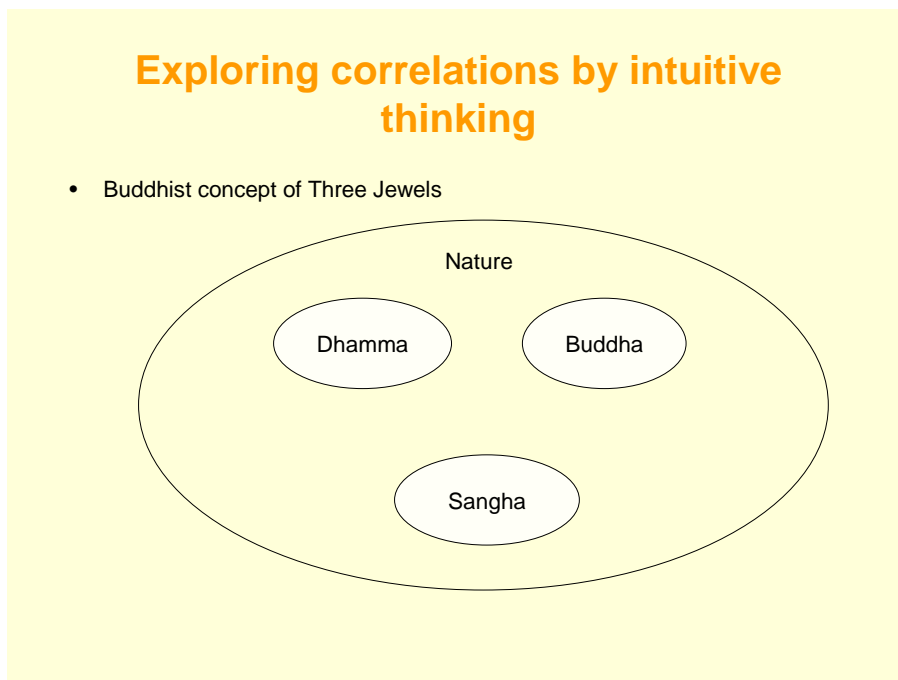 Exploring correlations by intuitive
thinking
• Buddhist concept of Three Jewels
Nature
Dhamma
Buddha
Sangha